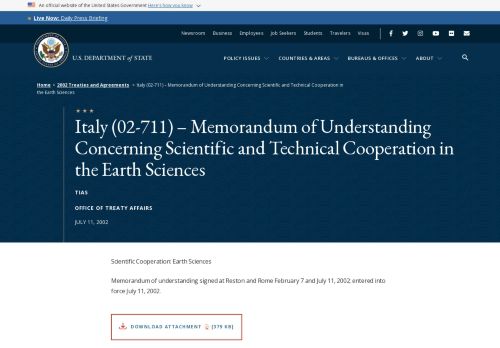 An official website of the United States Government Here's how you know
Live Now: Daily Press Briefing
Newsroom Business Employees Job Seekers Students Travelers Visas
U.S. DEPARTMENT of STATE
POLICY ISSUES COUNTRIES & AREAS BUREAUS & OFFICES ABOUT
Home > 2002 Treaties and Agreements > Italy (02-711) – Memorandum of Understanding Concerning Scientific and Technical Cooperation in
the Earth Sciences
Italy (02-711) – Memorandum of Understanding
Concerning Scientific and Technical Cooperation in
the Earth Sciences
TIAS
OFFICE OF TREATY AFFAIRS
JULY 11, 2002
Scientific Cooperation: Earth Sciences
Memorandum of understanding signed at Reston and Rome February 7 and July 11, 2002; entered into
force July 11, 2002.
DOWNLOAD ATTACHMENT [379 KB]